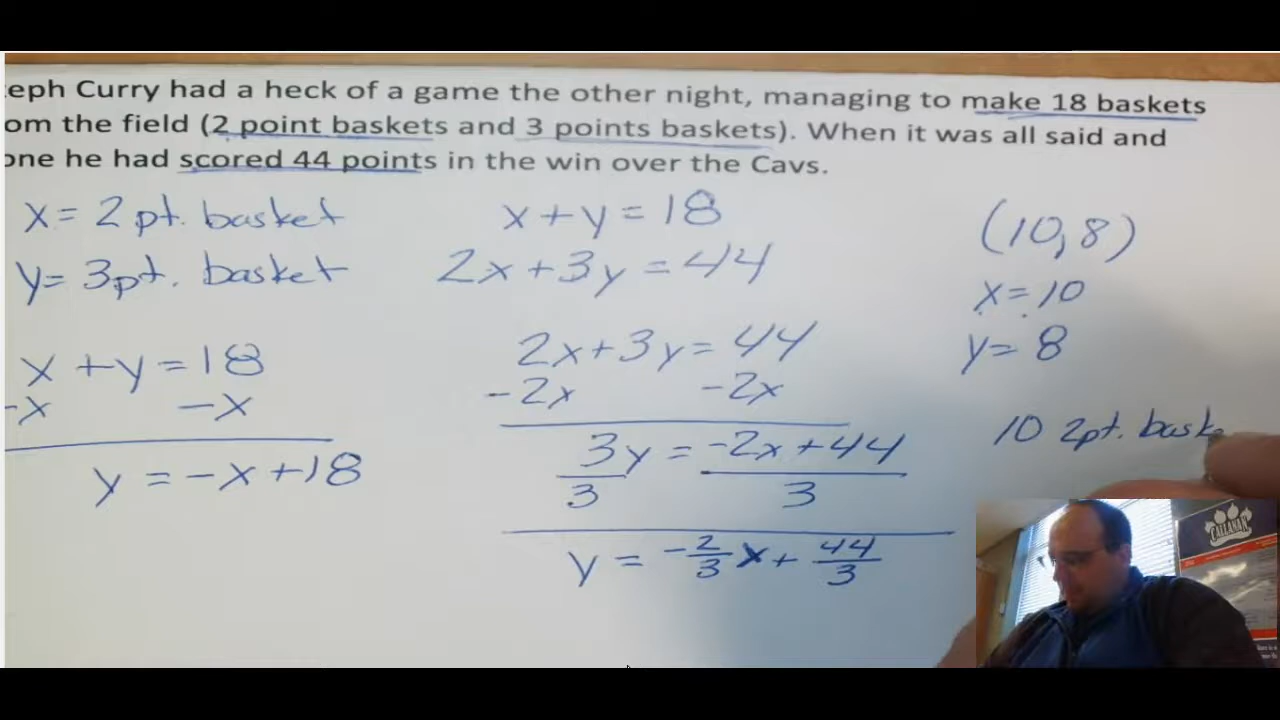 eph Curry had a heck of a game the other night, managing to make 18 baskets
om the field (2 point baskets and 3 points baskets). When it was all said and
one he had scored 44 points in the win over the Cavs.
x = 2 pt. basket
y = 3pt. basket
x + y = 18
-x -x
y = -x + 18
x + y = 18
2x + 3y = 44
2x + 3y = 44
-2x -2x
3y = -2x + 44
3 3
y = -2/3 x + 44/3
(10,8)
x = 10
y = 8
10 2pt. bask
CALLAHAN